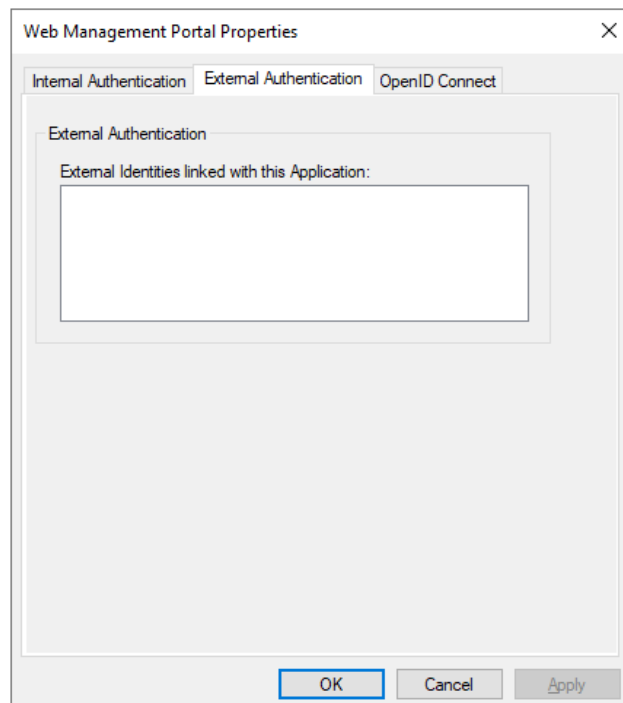 Web Management Portal Properties
Internal Authentication External Authentication OpenID Connect
External Authentication
External Identities linked with this Application:
OK Cancel Apply